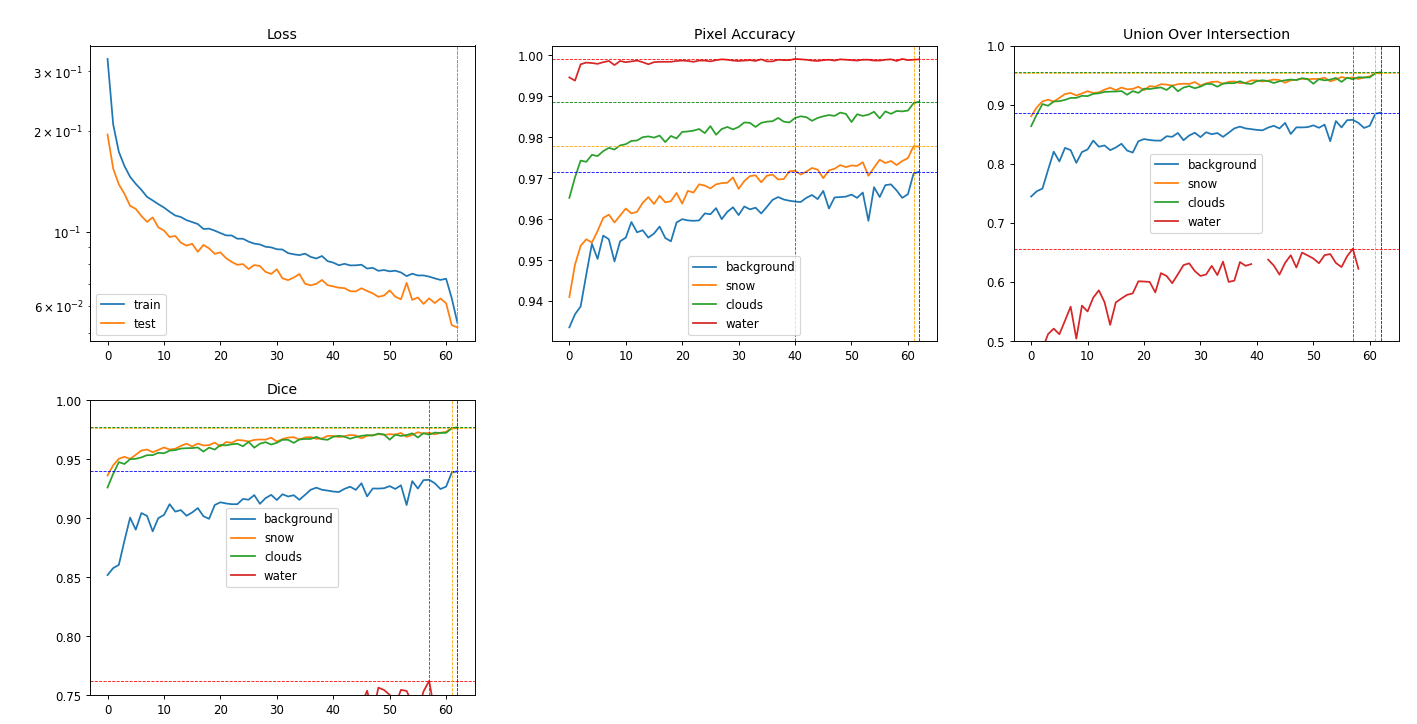 Loss
3 × 10⁻¹
2 × 10⁻¹
10⁻¹
6 × 10⁻²
train
test
0 10 20 30 40 50 60
Pixel Accuracy
1.00
0.99
0.98
0.97
0.96
0.95
0.94
background
snow
clouds
water
0 10 20 30 40 50 60
Union Over Intersection
1.0
0.9
0.8
0.7
0.6
0.5
background
snow
clouds
water
0 10 20 30 40 50 60
Dice
1.00
0.95
0.90
0.85
0.80
0.75
background
snow
clouds
water
0 10 20 30 40 50 60